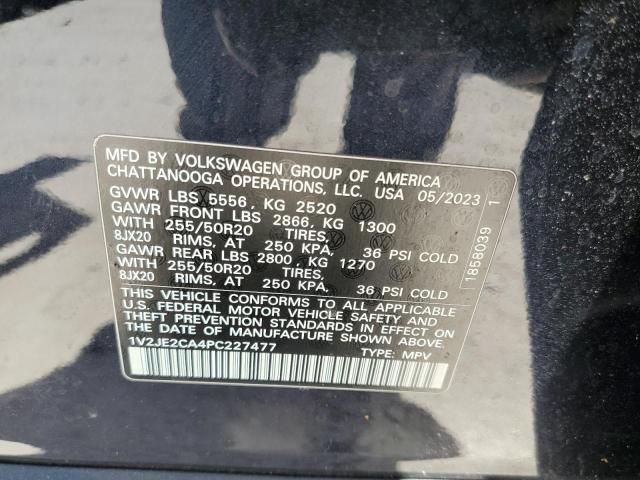 MFD BY VOLKSWAGEN GROUP OF AMERICA
CHATTANOOGA OPERATIONS, LLC. USA 05/2023
GVWR LBS 5556, KG 2520
GAWR FRONT LBS 2866, KG 1300
WITH 255/50R20 TIRES,
8JX20 RIMS, AT 250 KPA, 36 PSI COLD
GAWR REAR LBS 2800, KG 1270
WITH 255/50R20 TIRES,
8JX20 RIMS, AT 250 KPA, 36 PSI COLD
THIS VEHICLE CONFORMS TO ALL APPLICABLE
U.S. FEDERAL MOTOR VEHICLE SAFETY AND
THEFT PREVENTION STANDARDS IN EFFECT ON
THE DATE OF MANUFACTURE SHOWN ABOVE
1V2JE2CA4PC227477 TYPE: MPV
1858039 1